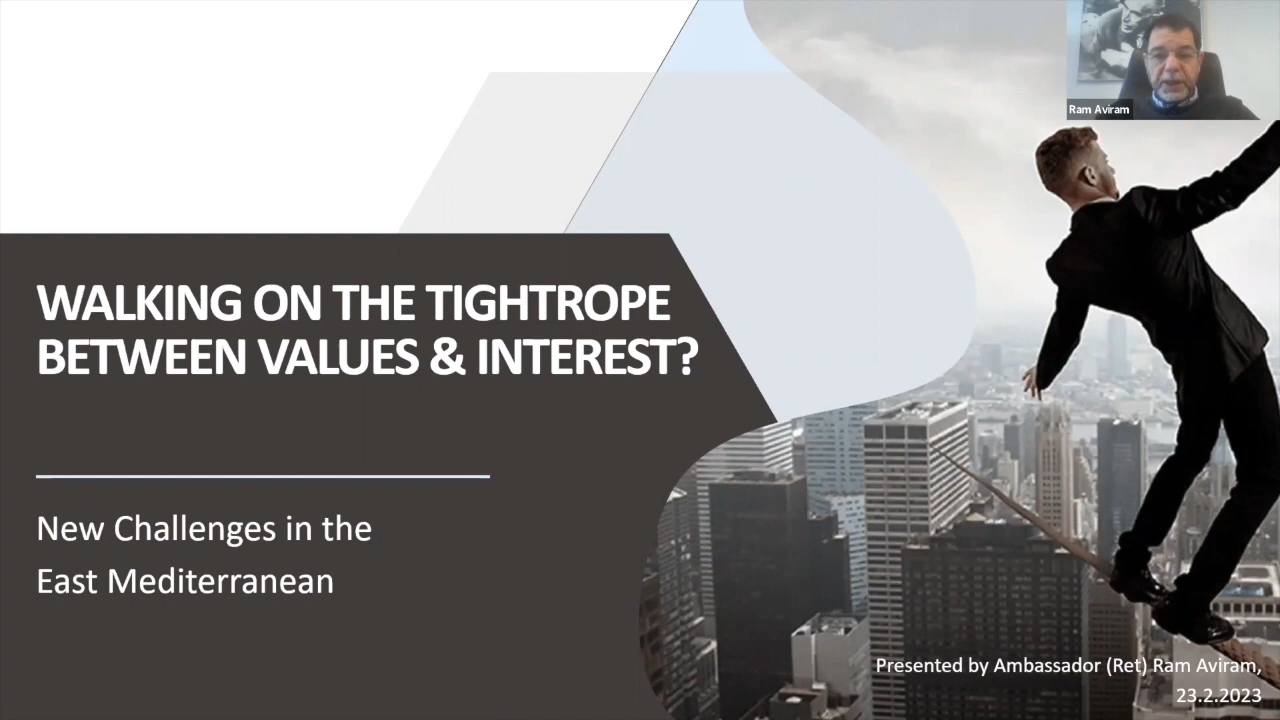 Ram Aviram
WALKING ON THE TIGHTROPE
BETWEEN VALUES & INTEREST?
New Challenges in the
East Mediterranean
Presented by Ambassador (Ret) Ram Aviram,
23.2.2023